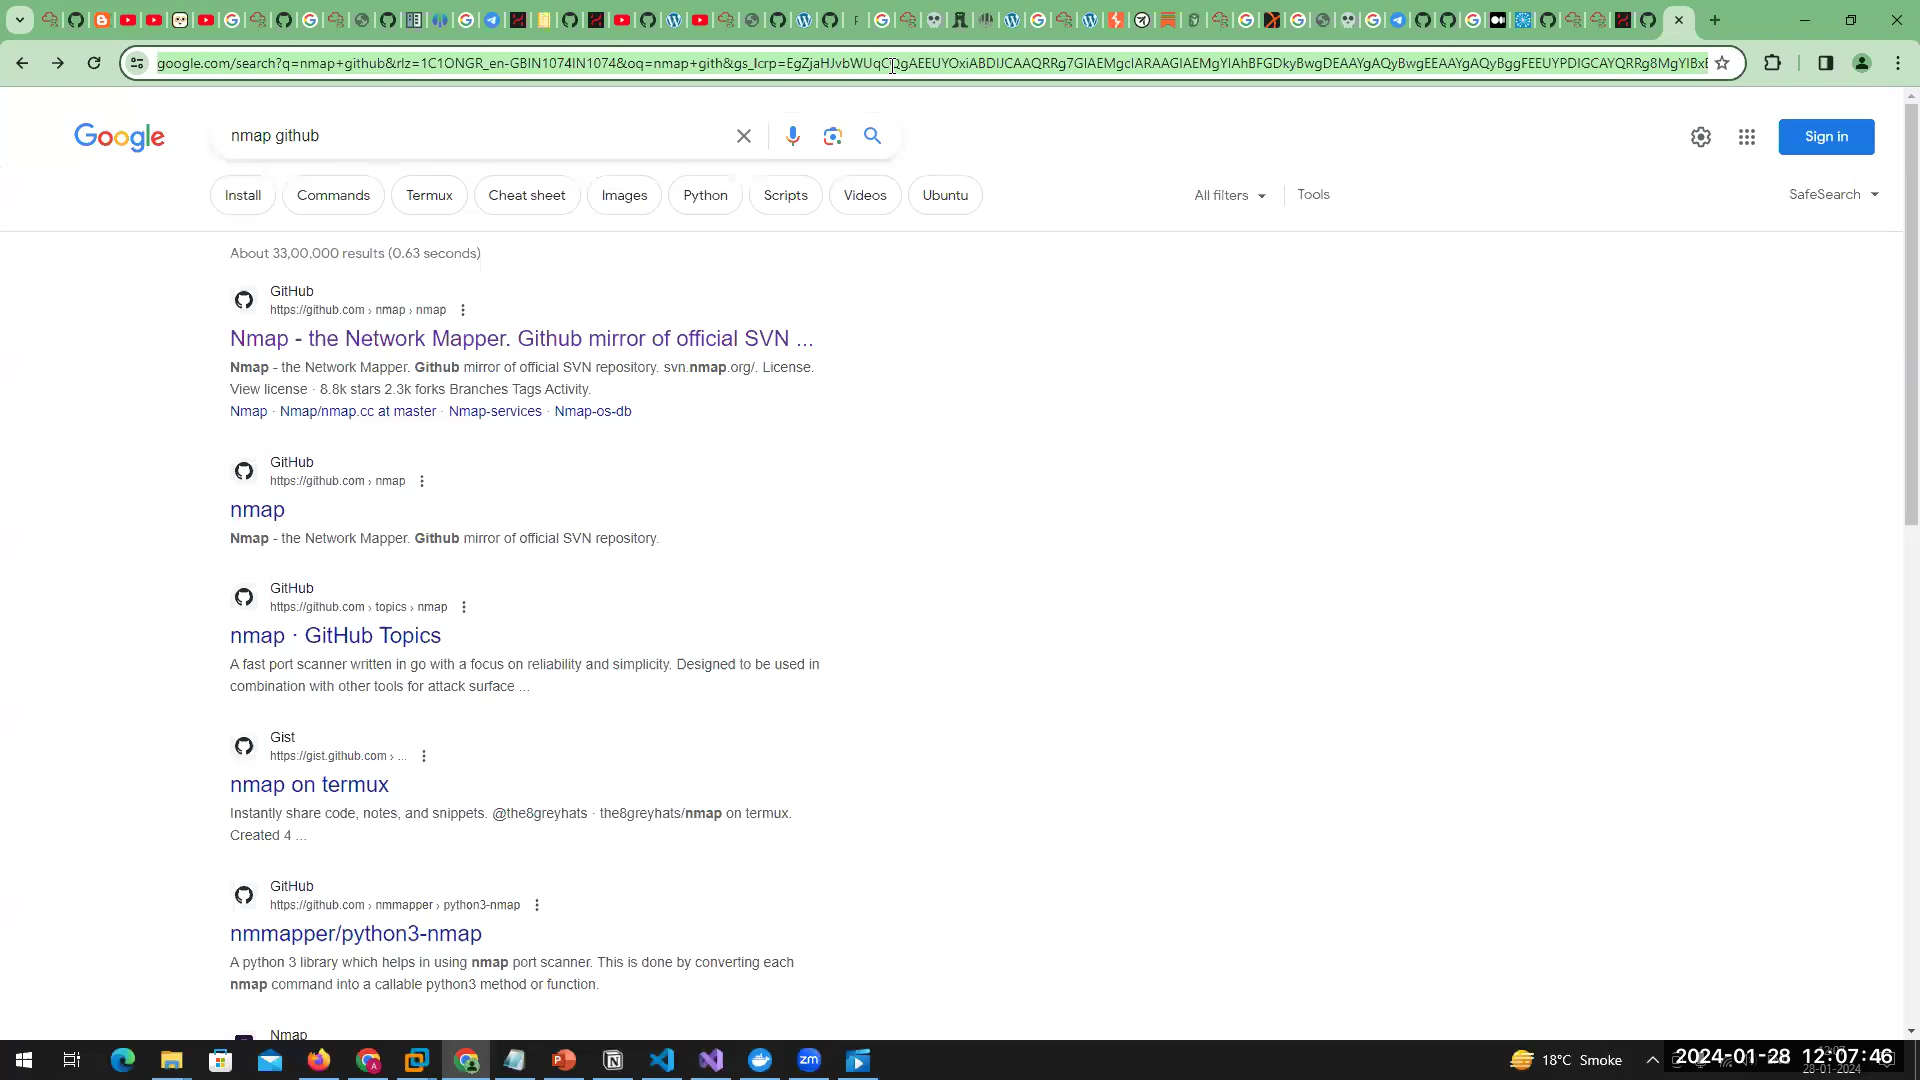 google.com/search?q=nmap+github&rlz=1C1ONGR_en-GBIN1074IN1074&oq=nmap+gith&gs_lcrp=
Google
nmap github
Sign in
Install
Commands
Termux
Cheat sheet
Images
Python
Scripts
Videos
Ubuntu
All filters
Tools
SafeSearch
About 33,00,000 results (0.63 seconds)
GitHub
https://github.com › nmap › nmap
Nmap - the Network Mapper. Github mirror of official SVN ...
Nmap - the Network Mapper. Github mirror of official SVN repository. svn.nmap.org/. License.
View license · 8.8k stars 2.3k forks Branches Tags Activity.
Nmap · Nmap/nmap.cc at master · Nmap-services · Nmap-os-db
GitHub
https://github.com › nmap
nmap
Nmap - the Network Mapper. Github mirror of official SVN repository.
GitHub
https://github.com › topics › nmap
nmap · GitHub Topics
A fast port scanner written in go with a focus on reliability and simplicity. Designed to be used in
combination with other tools for attack surface ...
Gist
https://gist.github.com › ...
nmap on termux
Instantly share code, notes, and snippets. @the8greyhats · the8greyhats/nmap on termux.
Created 4 ...
GitHub
https://github.com › nmmapper › python3-nmap
nmmapper/python3-nmap
A python 3 library which helps in using nmap port scanner. This is done by converting each
nmap command into a callable python3 method or function.
Nmap
18°C Smoke
2024-01-28 12:07:46
28-01-2024